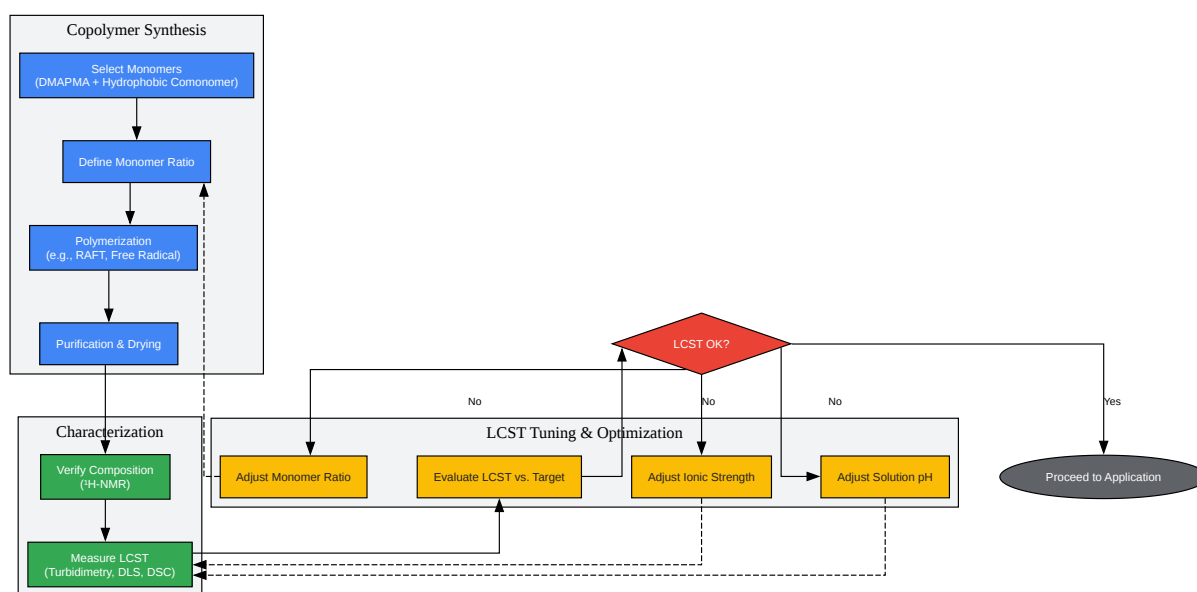 Copolymer Synthesis
Select Monomers
(DMAPMA + Hydrophobic Comonomer)
Define Monomer Ratio
Polymerization
(e.g., RAFT, Free Radical)
Purification & Drying
LCST OK?
No
No
No
Yes
Characterization
LCST Tuning & Optimization
Verify Composition
(¹H-NMR)
Adjust Monomer Ratio
Evaluate LCST vs. Target
Adjust Ionic Strength
Adjust Solution pH
Proceed to Application
Measure LCST
(Turbidimetry, DLS, DSC)